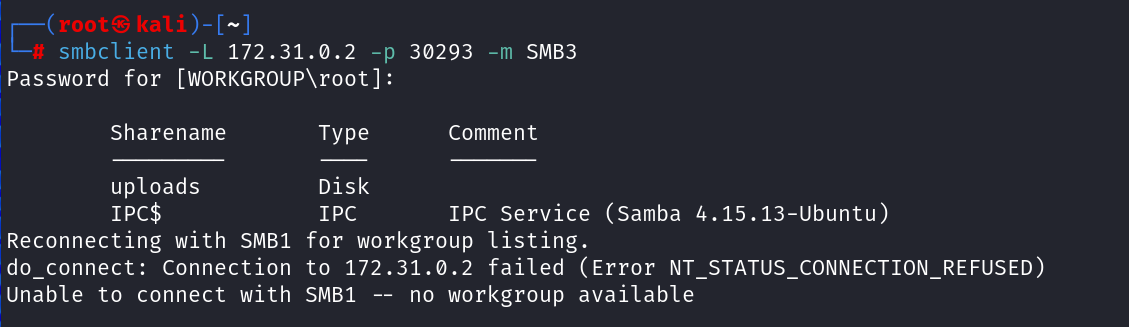 ┌──(root㉿kali)-[~]
└─# smbclient -L 172.31.0.2 -p 30293 -m SMB3
Password for [WORKGROUP\root]:
Sharename       Type      Comment
---------       ----      -------
uploads         Disk
IPC$            IPC       IPC Service (Samba 4.15.13-Ubuntu)
Reconnecting with SMB1 for workgroup listing.
do_connect: Connection to 172.31.0.2 failed (Error NT_STATUS_CONNECTION_REFUSED)
Unable to connect with SMB1 -- no workgroup available